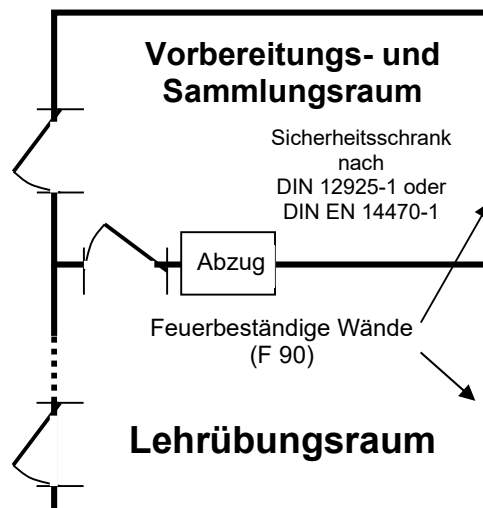 Vorbereitungs- und
Sammlungsraum
Sicherheitsschrank
nach
DIN 12925-1 oder
DIN EN 14470-1
Abzug
Feuerbeständige Wände
(F 90)
Lehrübungsraum